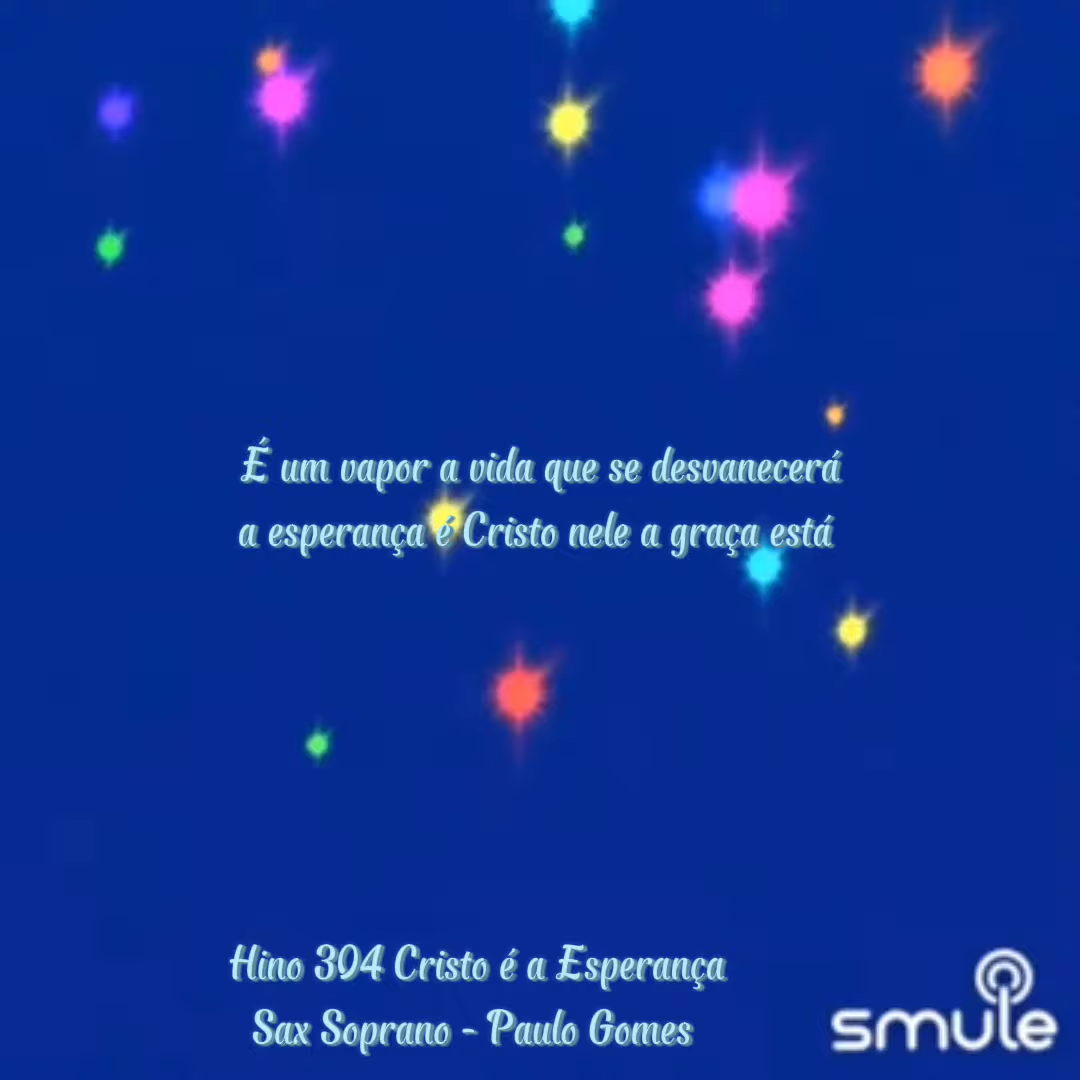 É um vapor a vida que se desvanecerá
a esperança é Cristo nele a graça está
Hino 304 Cristo é a Esperança
Sax Soprano - Paulo Gomes
smule